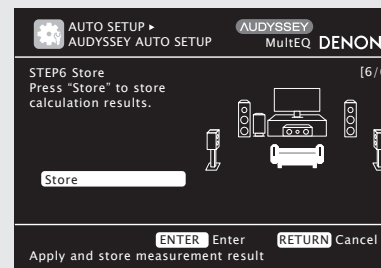 AUTO SETUP ▸
AUDYSSEY AUTO SETUP
AUDYSSEY
MultEQ DENON
STEP6 Store
[6/
Press “Store” to store
calculation results.
Store
ENTER Enter RETURN Cancel
Apply and store measurement result